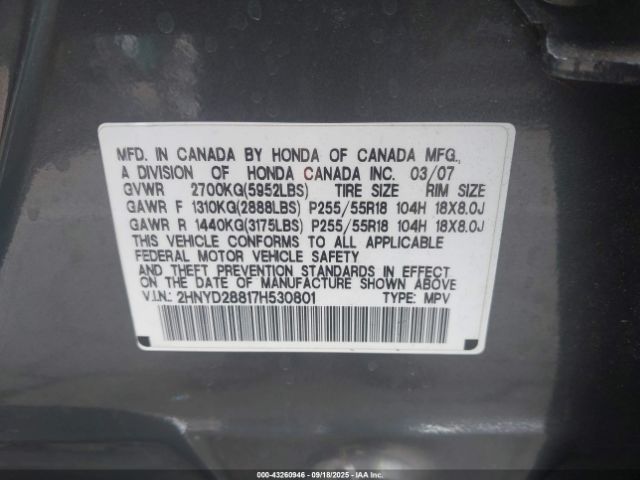 MFD. IN CANADA BY HONDA OF CANADA MFG.,
A DIVISION OF HONDA CANADA INC. 03/07
GVWR 2700KG(5952LBS) TIRE SIZE RIM SIZE
GAWR F 1310KG(2888LBS) P255/55R18 104H 18X8.0J
GAWR R 1440KG(3175LBS) P255/55R18 104H 18X8.0J
THIS VEHICLE CONFORMS TO ALL APPLICABLE
FEDERAL MOTOR VEHICLE SAFETY
AND THEFT PREVENTION STANDARDS IN EFFECT
ON THE DATE OF MANUFACTURE SHOWN ABOVE
V.I.N.: 2HNYD28817H530801 TYPE: MPV
000-43260946 - 09/18/2025 - IAA Inc.